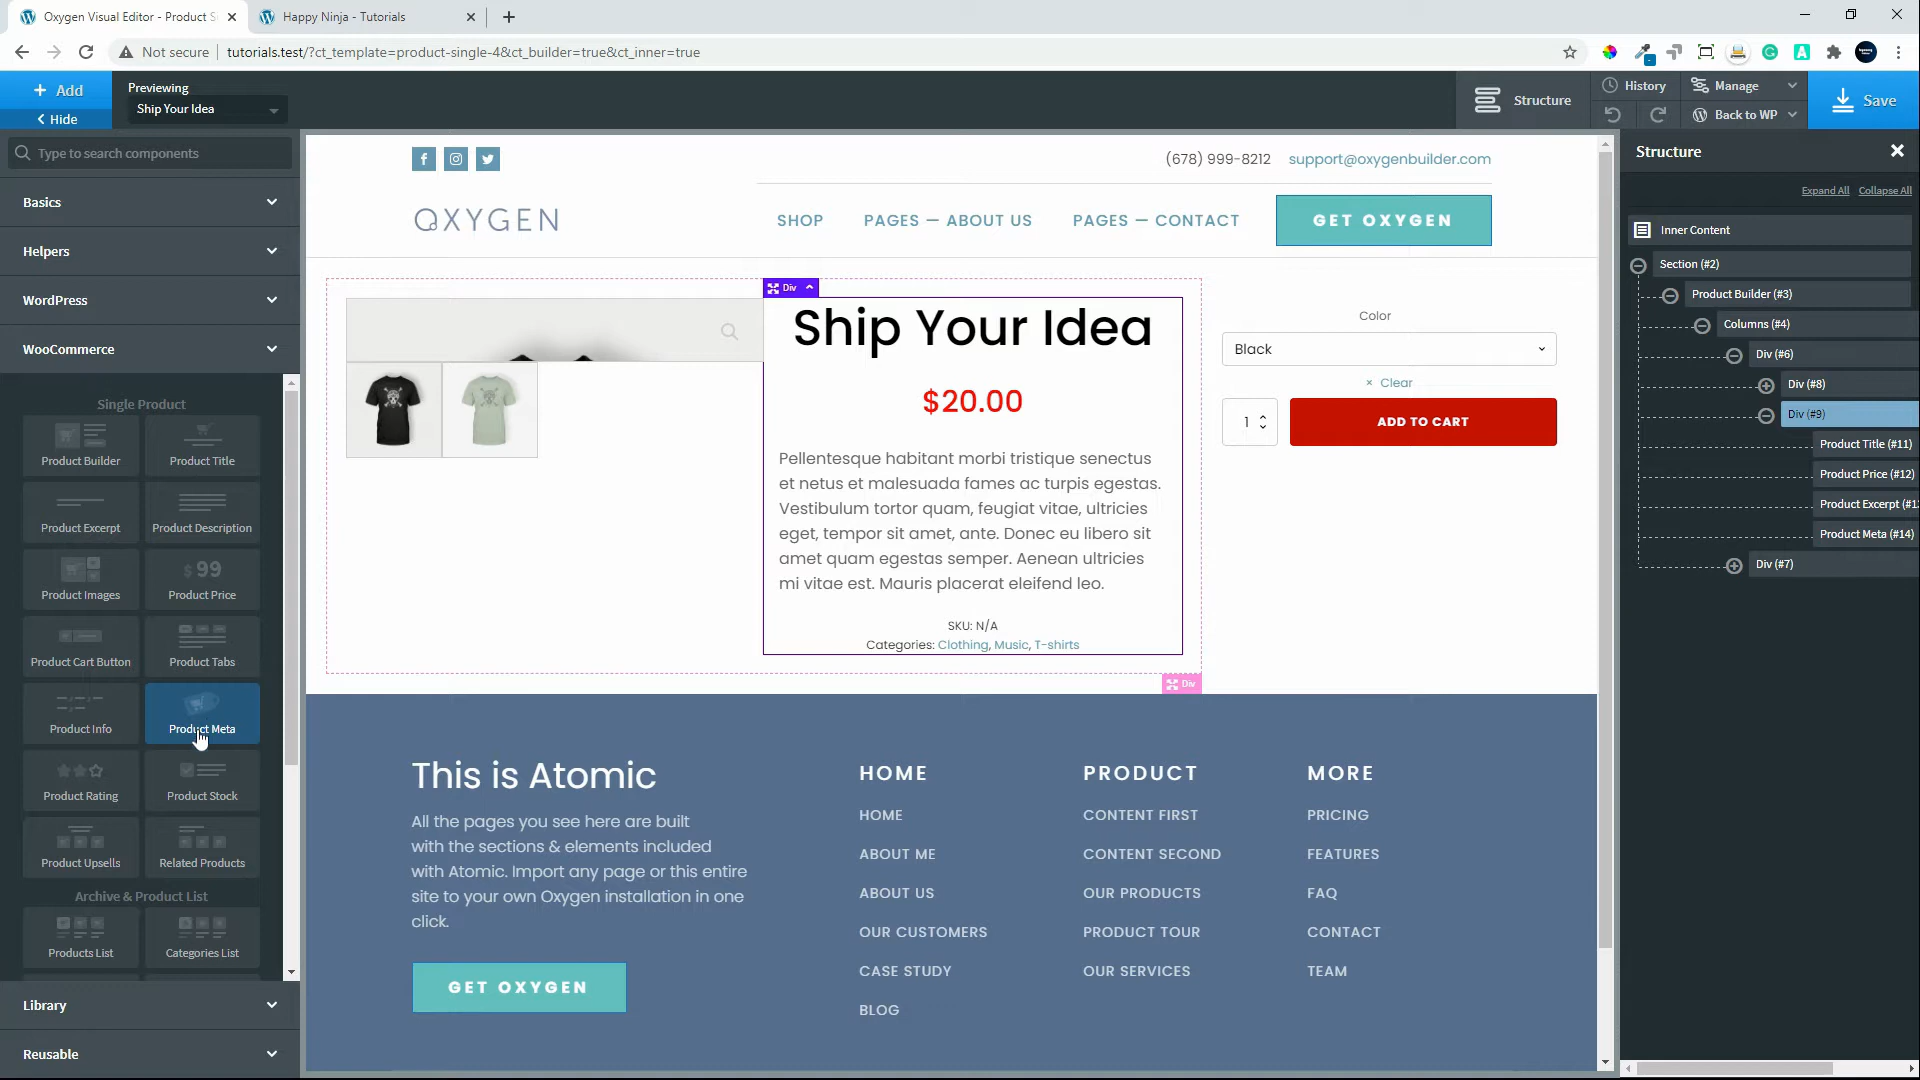 Oxygen Visual Editor - Product S
Happy Ninja - Tutorials
Not secure
tutorials.test/?ct_template=product-single-4&ct_builder=true&ct_inner=true
Add
Hide
Previewing
Ship Your Idea
Structure
History
Manage
Back to WP
Save
Type to search components
Basics
Helpers
WordPress
WooCommerce
Single Product
Product Builder
Product Title
Product Excerpt
Product Description
Product Images
$99
Product Price
Product Cart Button
Product Tabs
Product Info
Product Meta
Product Rating
Product Stock
Product Upsells
Related Products
Archive & Product List
Products List
Categories List
Library
Reusable
(678) 999-8212
support@oxygenbuilder.com
OXYGEN
SHOP
PAGES — ABOUT US
PAGES — CONTACT
GET OXYGEN
Div
Ship Your Idea
$20.00
Pellentesque habitant morbi tristique senectus
et netus et malesuada fames ac turpis egestas.
Vestibulum tortor quam, feugiat vitae, ultricies
eget, tempor sit amet, ante. Donec eu libero sit
amet quam egestas semper. Aenean ultricies
mi vitae est. Mauris placerat eleifend leo.
SKU: N/A
Categories: Clothing, Music, T-shirts
Div
Color
Black
× Clear
1
ADD TO CART
This is Atomic
All the pages you see here are built
with the sections & elements included
with Atomic. Import any page or this entire
site to your own Oxygen installation in one
click.
GET OXYGEN
HOME
HOME
ABOUT ME
ABOUT US
OUR CUSTOMERS
CASE STUDY
BLOG
PRODUCT
CONTENT FIRST
CONTENT SECOND
OUR PRODUCTS
PRODUCT TOUR
OUR SERVICES
MORE
PRICING
FEATURES
FAQ
CONTACT
TEAM
Structure
Expand All
Collapse All
Inner Content
Section (#2)
Product Builder (#3)
Columns (#4)
Div (#6)
Div (#8)
Div (#9)
Product Title (#11)
Product Price (#12)
Product Excerpt (#1
Product Meta (#14)
Div (#7)